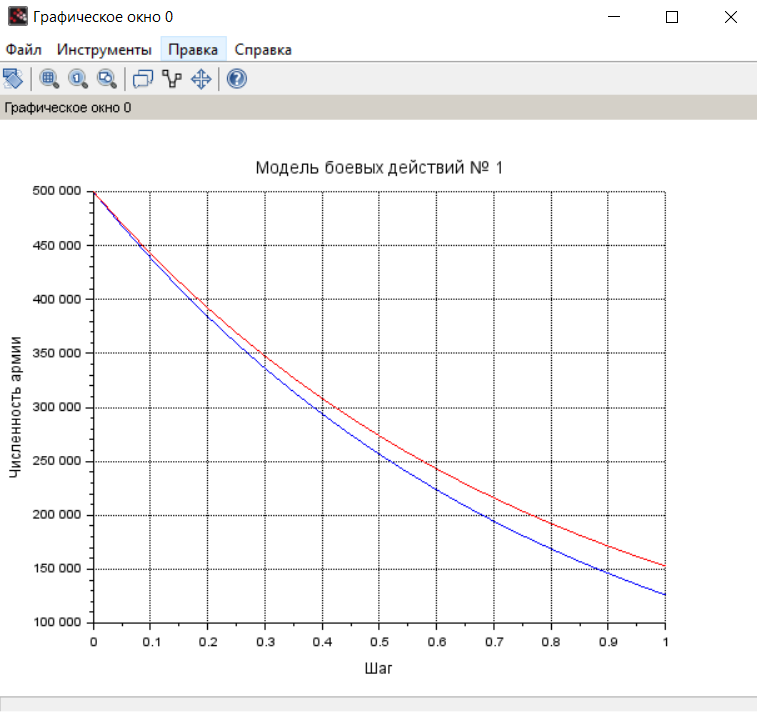 Графическое окно 0
Файл Инструменты Правка Справка
Графическое окно 0
Модель боевых действий № 1
500 000
450 000
400 000
350 000
300 000
250 000
200 000
150 000
100 000
Численность армии
0 0.1 0.2 0.3 0.4 0.5 0.6 0.7 0.8 0.9 1
Шаг